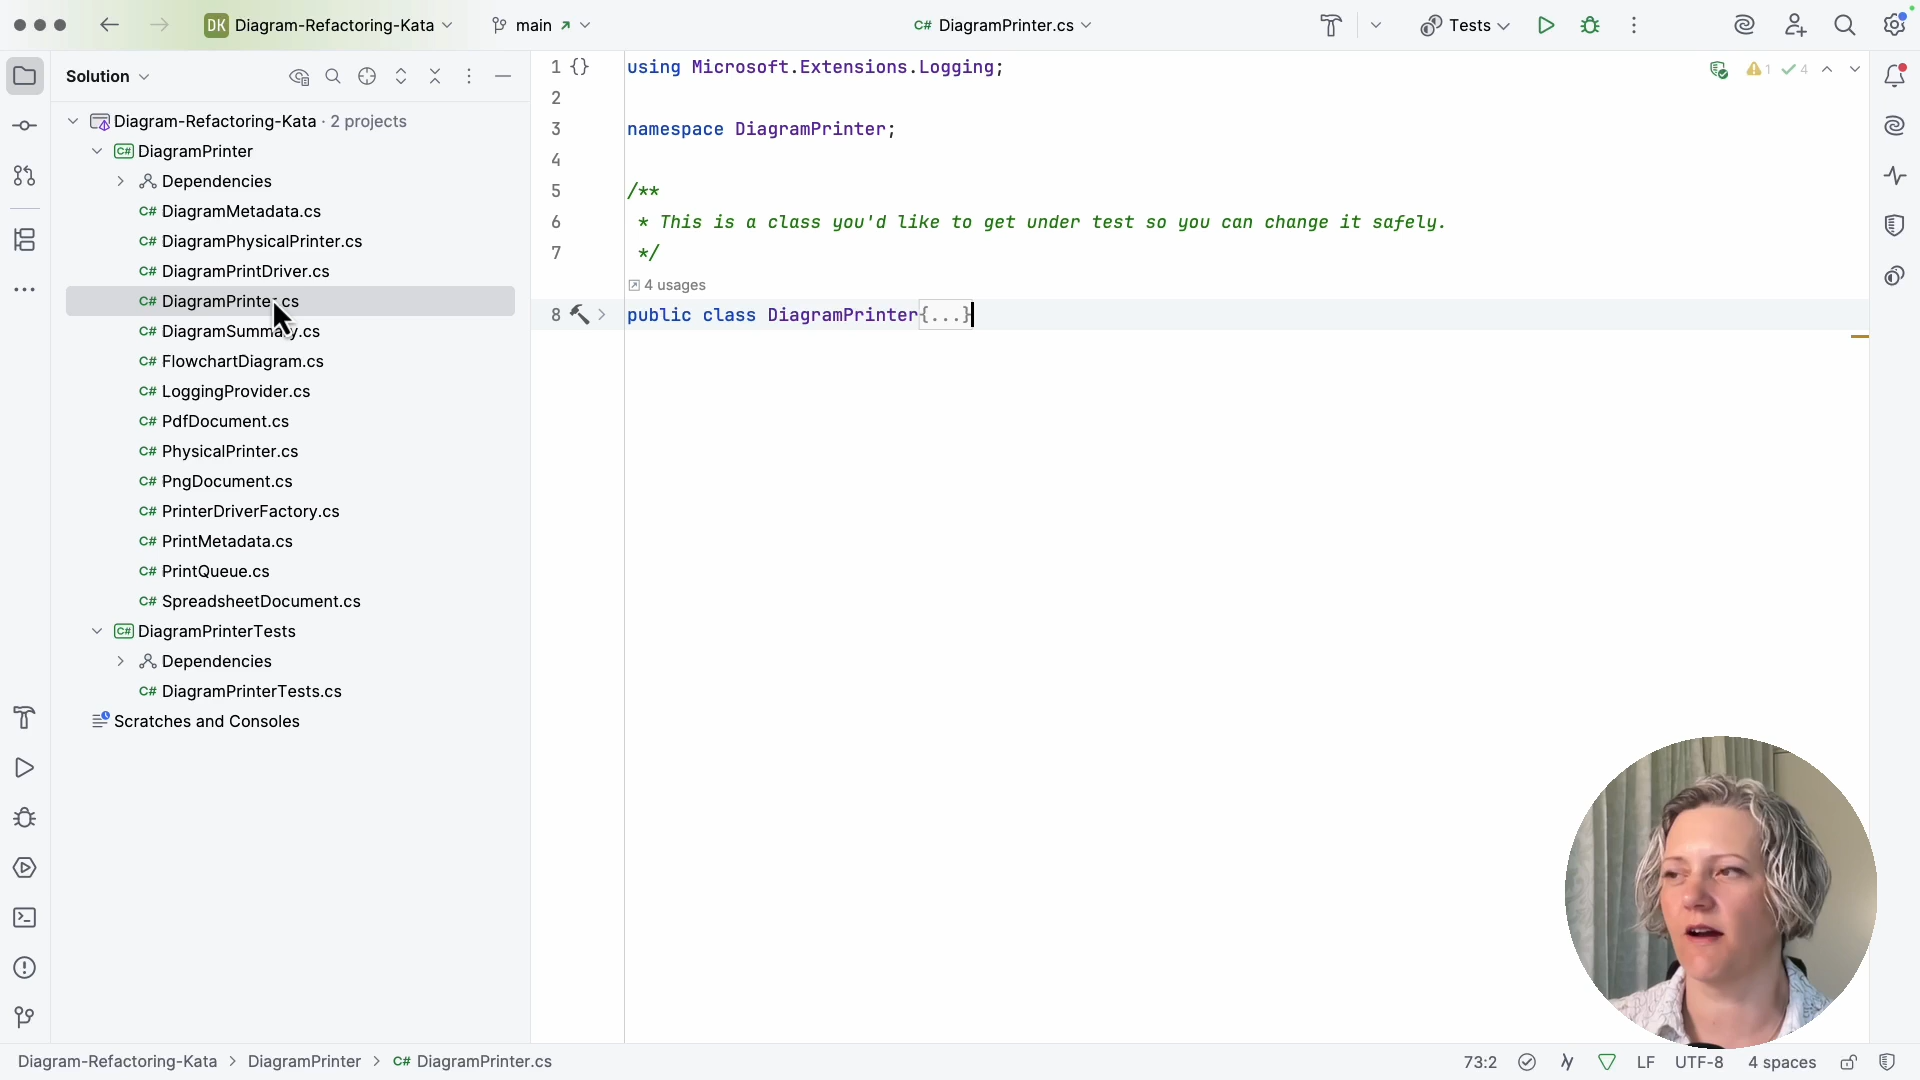 DK Diagram-Refactoring-Kata
main
C# DiagramPrinter.cs
Tests
Solution
Diagram-Refactoring-Kata · 2 projects
C# DiagramPrinter
Dependencies
C# DiagramMetadata.cs
C# DiagramPhysicalPrinter.cs
C# DiagramPrintDriver.cs
C# DiagramPrinter.cs
C# DiagramSummary.cs
C# FlowchartDiagram.cs
C# LoggingProvider.cs
C# PdfDocument.cs
C# PhysicalPrinter.cs
C# PngDocument.cs
C# PrinterDriverFactory.cs
C# PrintMetadata.cs
C# PrintQueue.cs
C# SpreadsheetDocument.cs
C# DiagramPrinterTests
Dependencies
C# DiagramPrinterTests.cs
Scratches and Consoles
1 {} using Microsoft.Extensions.Logging;
2
3 namespace DiagramPrinter;
4
5 /**
6 * This is a class you'd like to get under test so you can change it safely.
7 */
4 usages
8 public class DiagramPrinter{...}
1 4
Diagram-Refactoring-Kata > DiagramPrinter > C# DiagramPrinter.cs
73:2 LF UTF-8 4 spaces